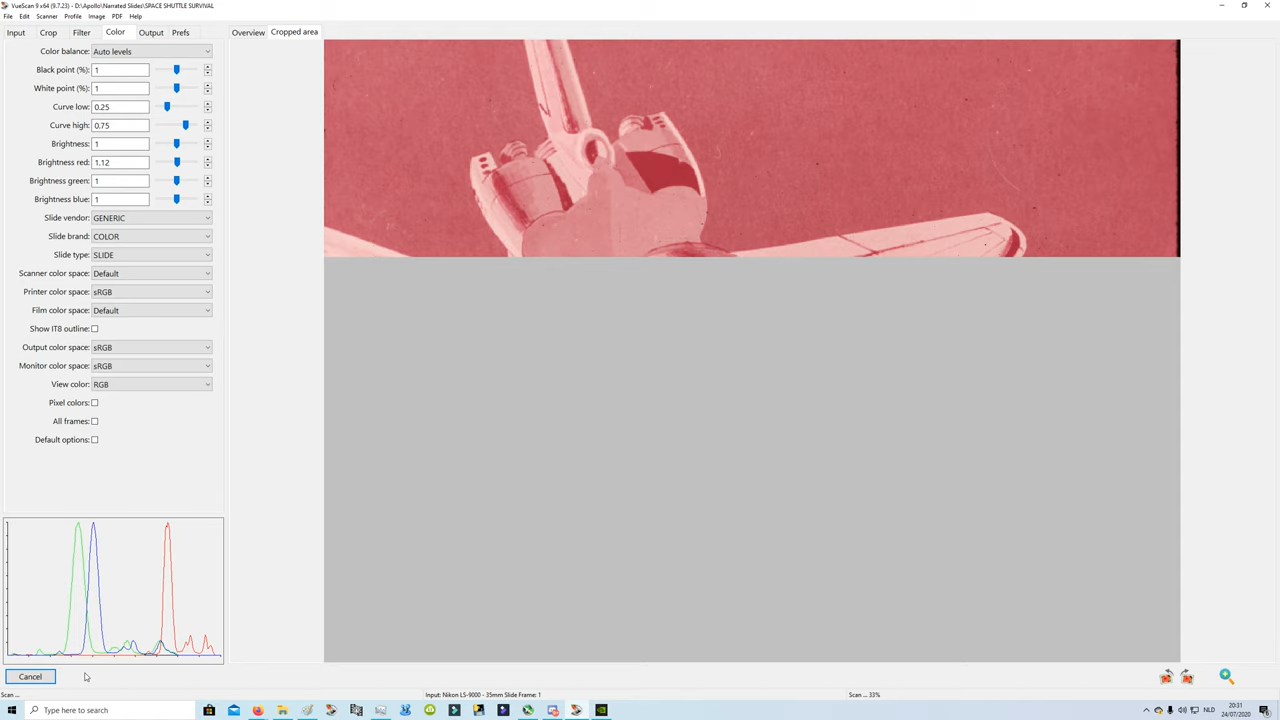 VueScan 9 x64 (9.7.23) - D:\Apollo\Narrated Slides\SPACE SHUTTLE SURVIVAL
File Edit Scanner Profile Image PDF Help
Input Crop Filter Color Output Prefs Overview Cropped area
Color balance: Auto levels
Black point (%): 1
White point (%): 1
Curve low: 0.25
Curve high: 0.75
Brightness: 1
Brightness red: 1.12
Brightness green: 1
Brightness blue: 1
Slide vendor: GENERIC
Slide brand: COLOR
Slide type: SLIDE
Scanner color space: Default
Printer color space: sRGB
Film color space: Default
Show IT8 outline:
Output color space: sRGB
Monitor color space: sRGB
View color: RGB
Pixel colors:
All frames:
Default options:
Cancel
Scan ... Input: Nikon LS-9000 - 35mm Slide Frame: 1 Scan ... 33%
Type here to search NLD 20:31
24/07/2020